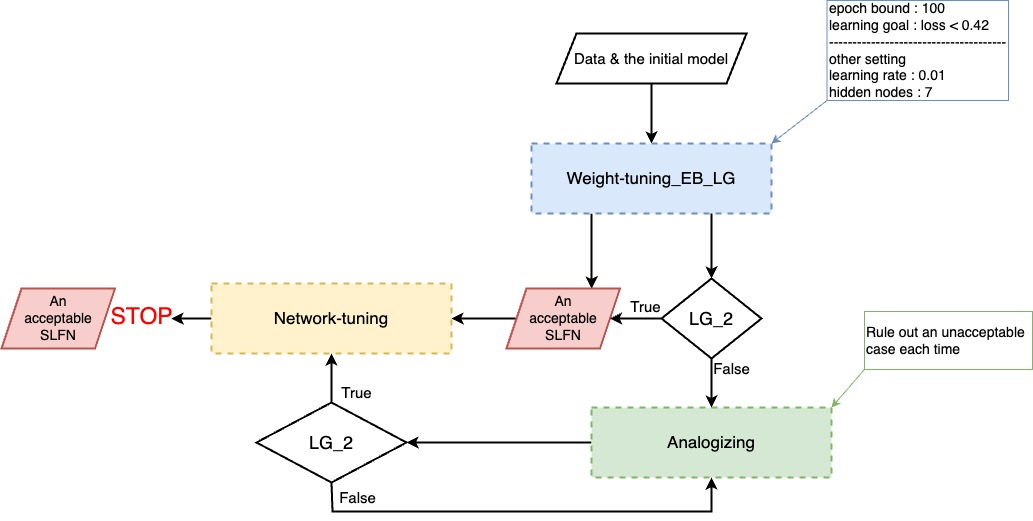 epoch bound : 100
learning goal : loss < 0.42
--------------------------------------
other setting
learning rate : 0.01
hidden nodes : 7
Data & the initial model
Weight-tuning_EB_LG
An
acceptable
SLFN
STOP
Network-tuning
An
acceptable
SLFN
True
LG_2
False
Rule out an unacceptable
case each time
True
LG_2
False
Analogizing